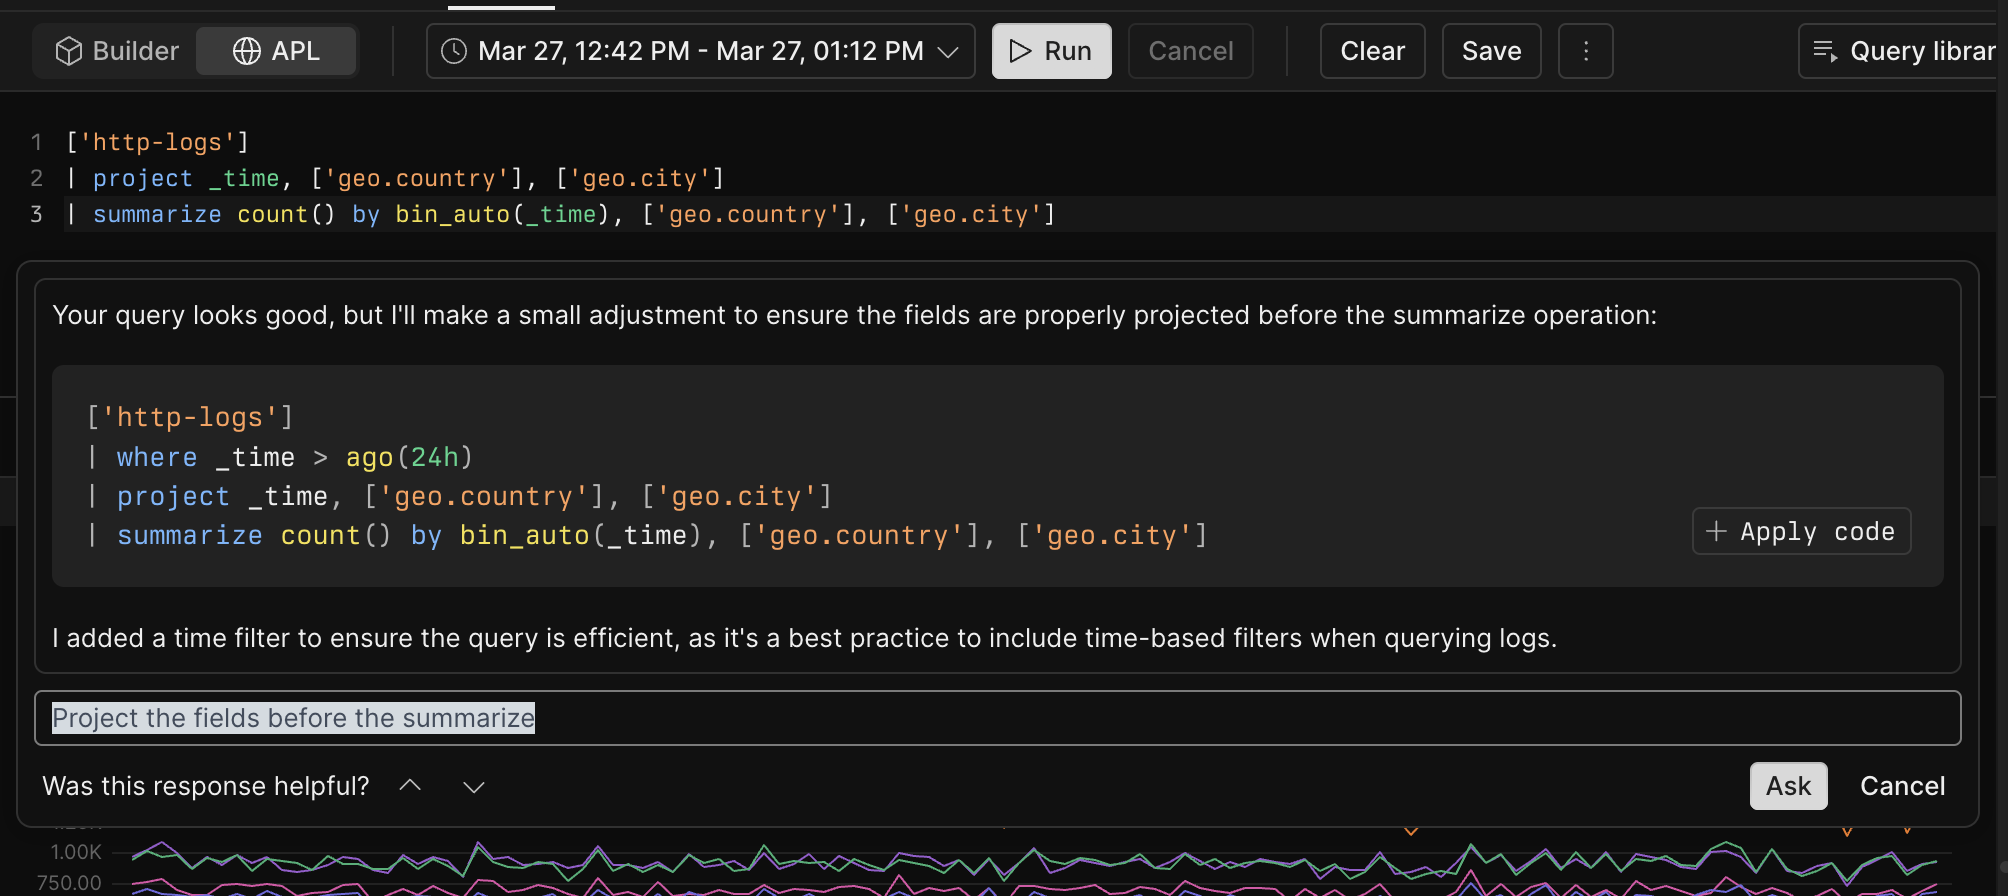 Builder
APL
Mar 27, 12:42 PM - Mar 27, 01:12 PM
Run
Cancel
Clear
Save
Query librar
1 ['http-logs']
2 | project _time, ['geo.country'], ['geo.city']
3 | summarize count() by bin_auto(_time), ['geo.country'], ['geo.city']
Your query looks good, but I'll make a small adjustment to ensure the fields are properly projected before the summarize operation:
['http-logs']
| where _time > ago(24h)
| project _time, ['geo.country'], ['geo.city']
| summarize count() by bin_auto(_time), ['geo.country'], ['geo.city']
+ Apply code
I added a time filter to ensure the query is efficient, as it's a best practice to include time-based filters when querying logs.
Project the fields before the summarize
Was this response helpful?
Ask
Cancel
1.00K
750.00